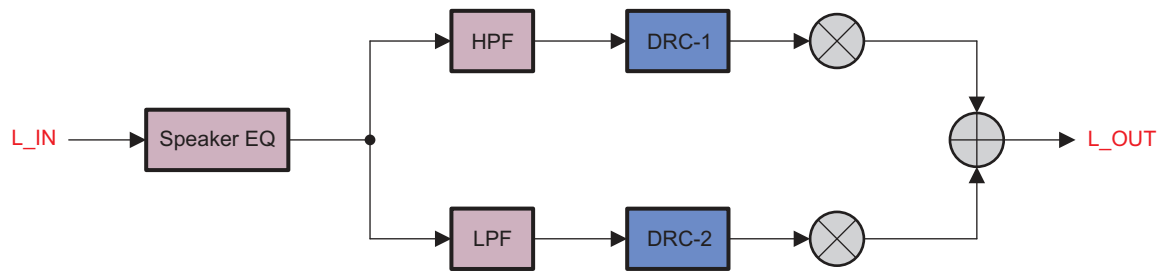 HPF
DRC-1
L_IN
Speaker EQ
L_OUT
LPF
DRC-2